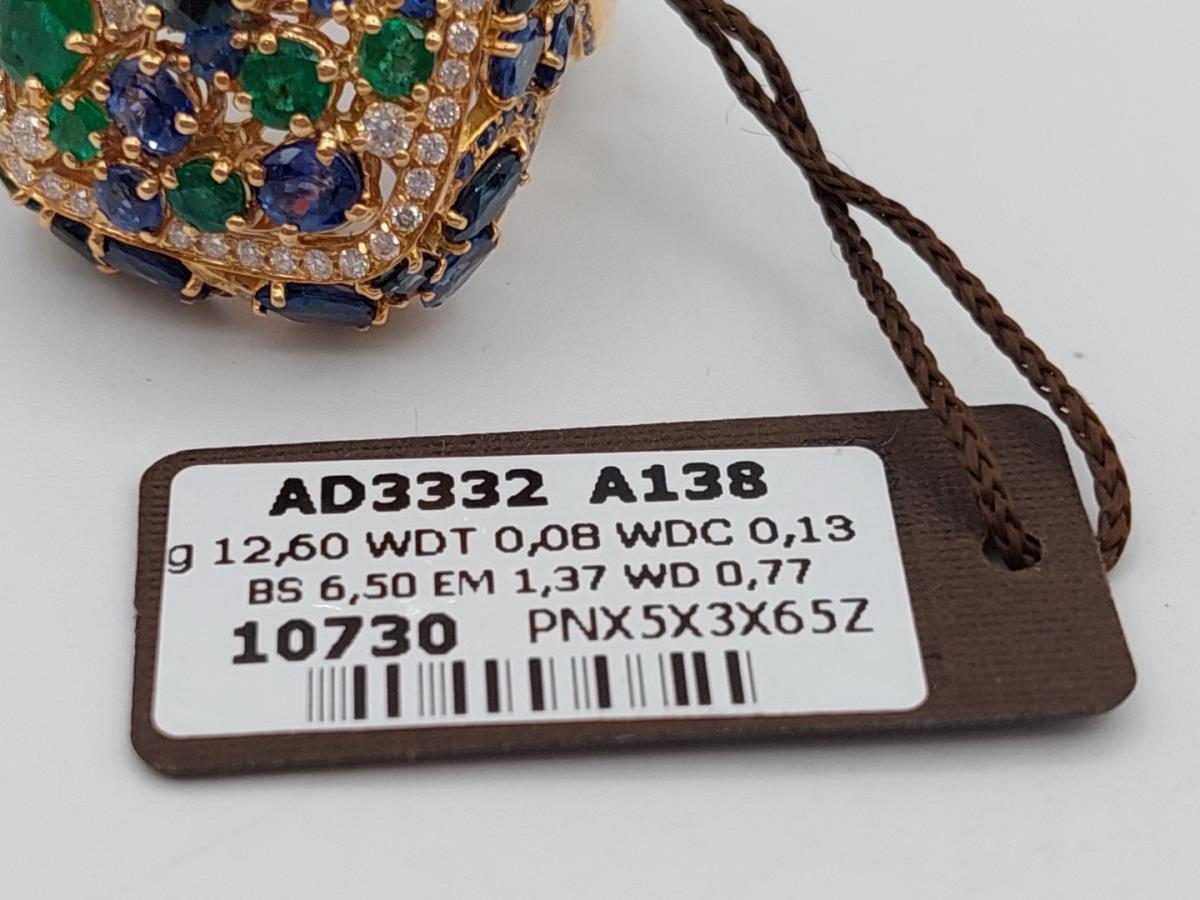 AD3332 A138
g 12,60 WDT 0,08 WDC 0,13
BS 6,50 EM 1,37 WD 0,77
10730 PNX5X3X65Z